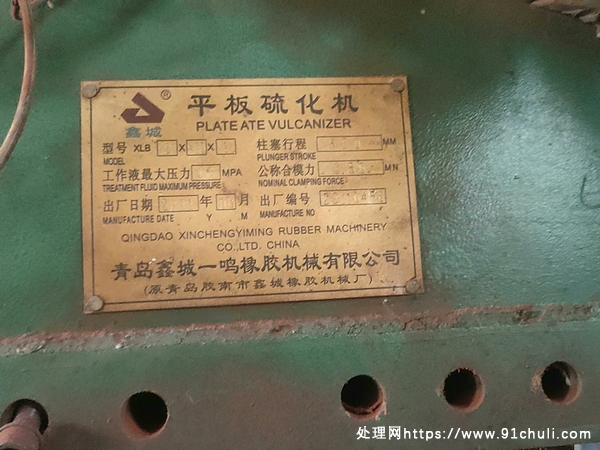 ®
平板硫化机
鑫城
PLATE ATE VULCANIZER
型号 XLB × × 柱塞行程 MM
MODEL PLUNGER STROKE
工作液最大压力 MPA 公称合模力 MN
TREATMENT FLUID MAXIMUM PRESSURE NOMINAL CLAMPING FORCE
出厂日期 年 月 出厂编号
MANUFACTURE DATE Y M MANUFACTURE NO
QINGDAO XINCHENGYIMING RUBBER MACHINERY
CO.,LTD. CHINA
青岛鑫城一鸣橡胶机械有限公司
(原青岛胶南市鑫城橡胶机械厂)
处理网https://www.91chuli.com/